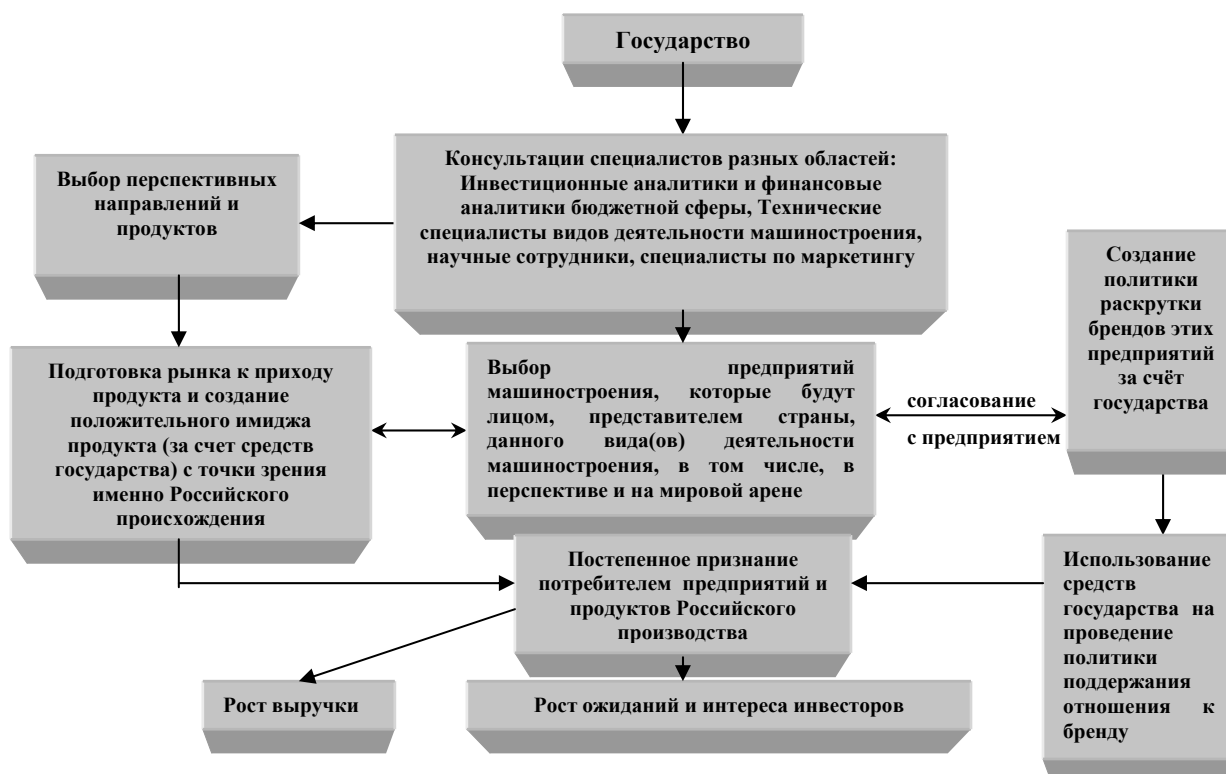 Государство
Консультации специалистов разных областей:
Инвестиционные аналитики и финансовые
аналитики бюджетной сферы, Технические
специалисты видов деятельности машиностроения,
научные сотрудники, специалисты по маркетингу
Выбор перспективных
направлений и
продуктов
Создание
политики
раскрутки
брендов этих
предприятий
за счёт
государства
Подготовка рынка к приходу
продукта и создание
положительного имиджа
продукта (за счет средств
государства) с точки зрения
именно Российского
происхождения
Выбор предприятий
машиностроения, которые будут
лицом, представителем страны,
данного вида(ов) деятельности
машиностроения, в том числе, в
перспективе и на мировой арене
согласование
с предприятием
Постепенное признание
потребителем предприятий и
продуктов Российского
производства
Использование
средств
государства на
проведение
политики
поддержания
отношения к
бренду
Рост выручки
Рост ожиданий и интереса инвесторов